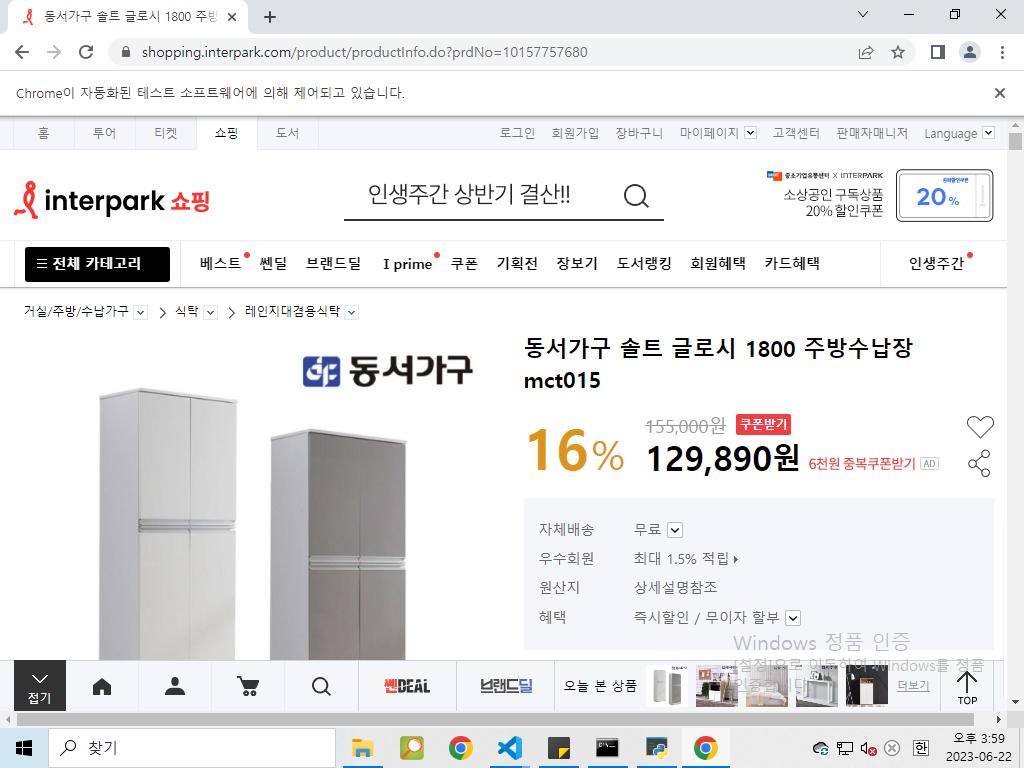 동서가구 솔트 글로시 1800 주방
shopping.interpark.com/product/productInfo.do?prdNo=10157757680
Chrome이 자동화된 테스트 소프트웨어에 의해 제어되고 있습니다.
홈 투어 티켓 쇼핑 도서 로그인 회원가입 장바구니 마이페이지 고객센터 판매자매니저 Language
interpark 쇼핑
인생주간 상반기 결산!!
중소기업유통센터 X INTERPARK
소상공인 구독상품
20% 할인쿠폰
중복할인쿠폰
20%
전체 카테고리 베스트 쎈딜 브랜드딜 I prime 쿠폰 기획전 장보기 도서랭킹 회원혜택 카드혜택 인생주간
거실/주방/수납가구 > 식탁 > 레인지대겸용식탁
동서가구
동서가구 솔트 글로시 1800 주방수납장
mct015
16%
155,000원 쿠폰받기
129,890원 6천원 중복쿠폰받기 AD
자체배송 무료
우수회원 최대 1.5% 적립
원산지 상세설명참조
혜택 즉시할인 / 무이자 할부
Windows 정품 인증
[설정]으로 이동하여 Windows를 정품
인증합니다.
접기
쎈DEAL
브랜드딜
오늘 본 상품
더보기
TOP
찾기
한
오후 3:59
2023-06-22